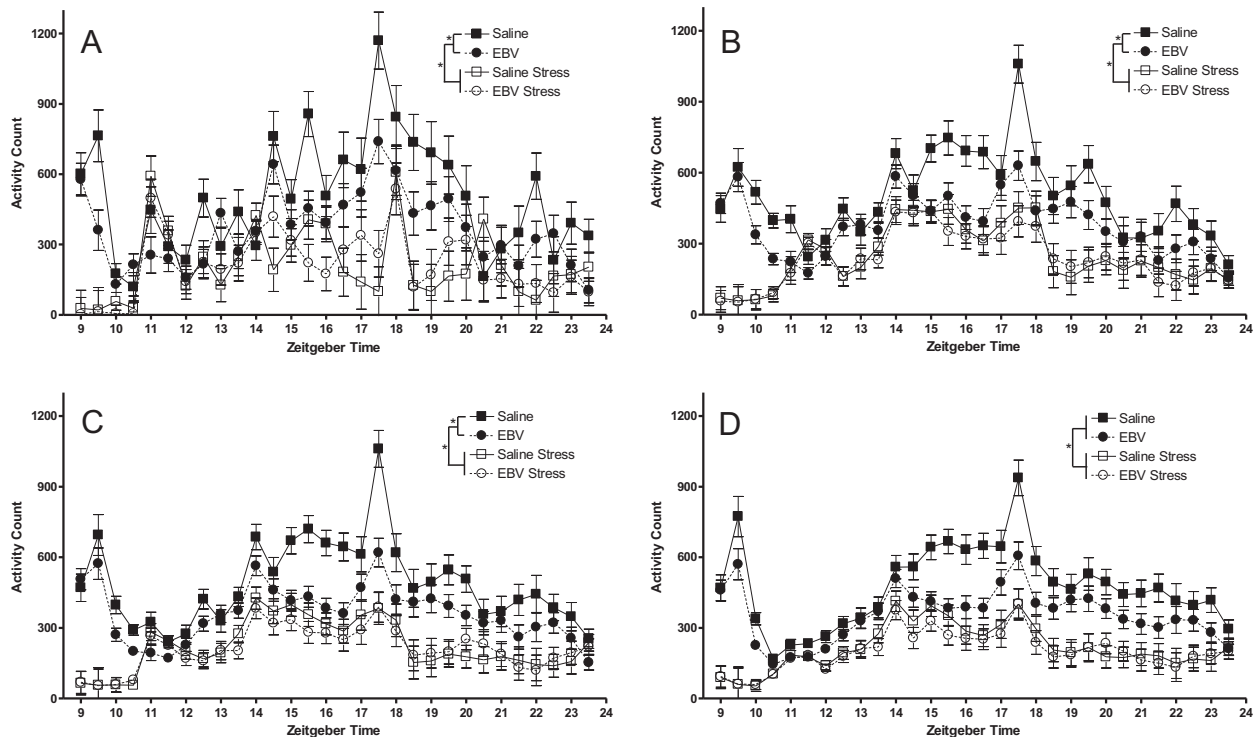 A
1200
900
600
300
0
Activity Count
9 10 11 12 13 14 15 16 17 18 19 20 21 22 23 24
Zeitgeber Time
* Saline
* EBV
Saline Stress
EBV Stress
B
1200
900
600
300
0
Activity Count
9 10 11 12 13 14 15 16 17 18 19 20 21 22 23 24
Zeitgeber Time
* Saline
* EBV
Saline Stress
EBV Stress
C
1200
900
600
300
0
Activity Count
9 10 11 12 13 14 15 16 17 18 19 20 21 22 23 24
Zeitgeber Time
* Saline
* EBV
Saline Stress
EBV Stress
D
1200
900
600
300
0
Activity Count
9 10 11 12 13 14 15 16 17 18 19 20 21 22 23 24
Zeitgeber Time
Saline
EBV
* Saline Stress
EBV Stress